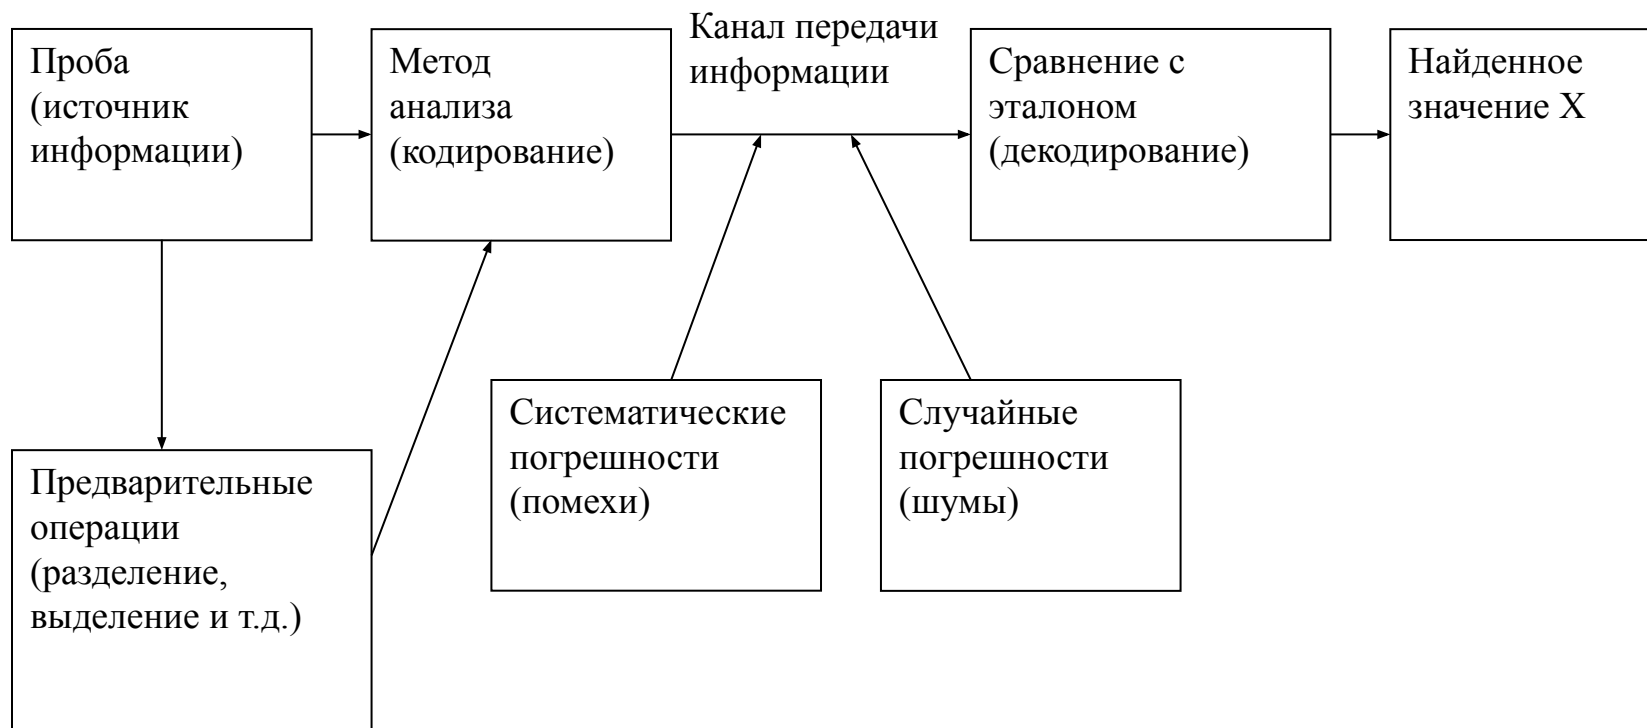 Проба
(источник
информации)
Метод
анализа
(кодирование)
Канал передачи
информации
Сравнение с
эталоном
(декодирование)
Найденное
значение X
Предварительные
операции
(разделение,
выделение и т.д.)
Систематические
погрешности
(помехи)
Случайные
погрешности
(шумы)